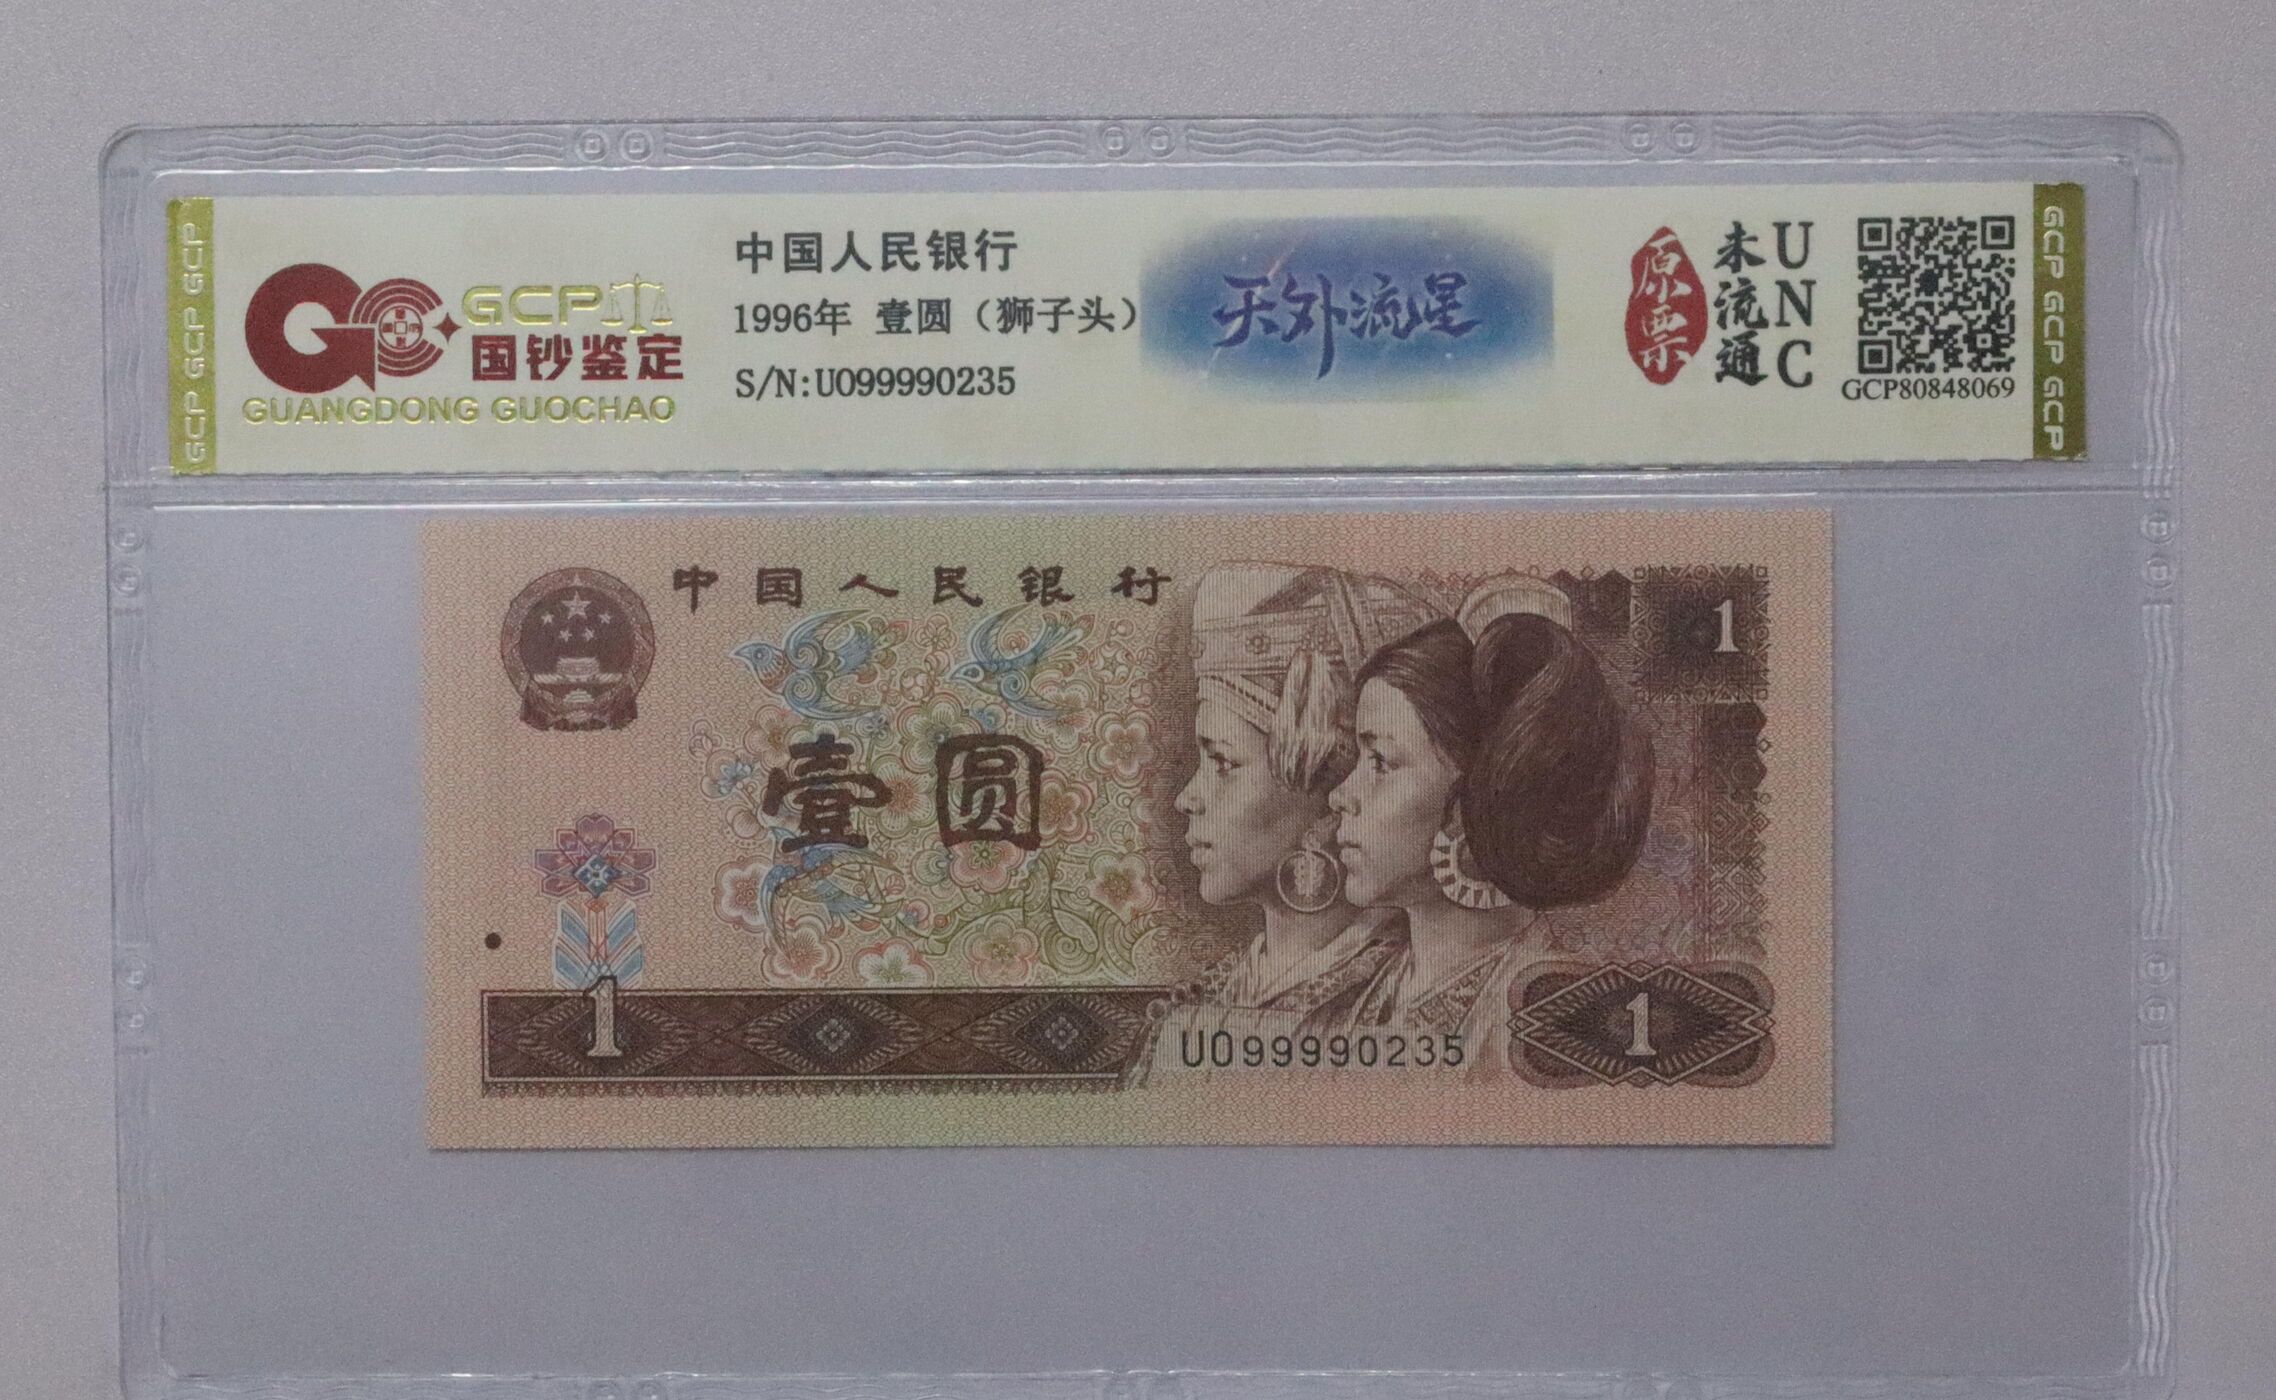 GCP GCP GCP
GCP
国钞鉴定
GUANGDONG GUOCHAO
中国人民银行
1996年 壹圆（狮子头）
S/N:UO99990235
天外流星
原票
未流通
UNC
GCP80848069
GCP GCP GCP
中国人民银行
1
壹圆
1
UO99990235
1